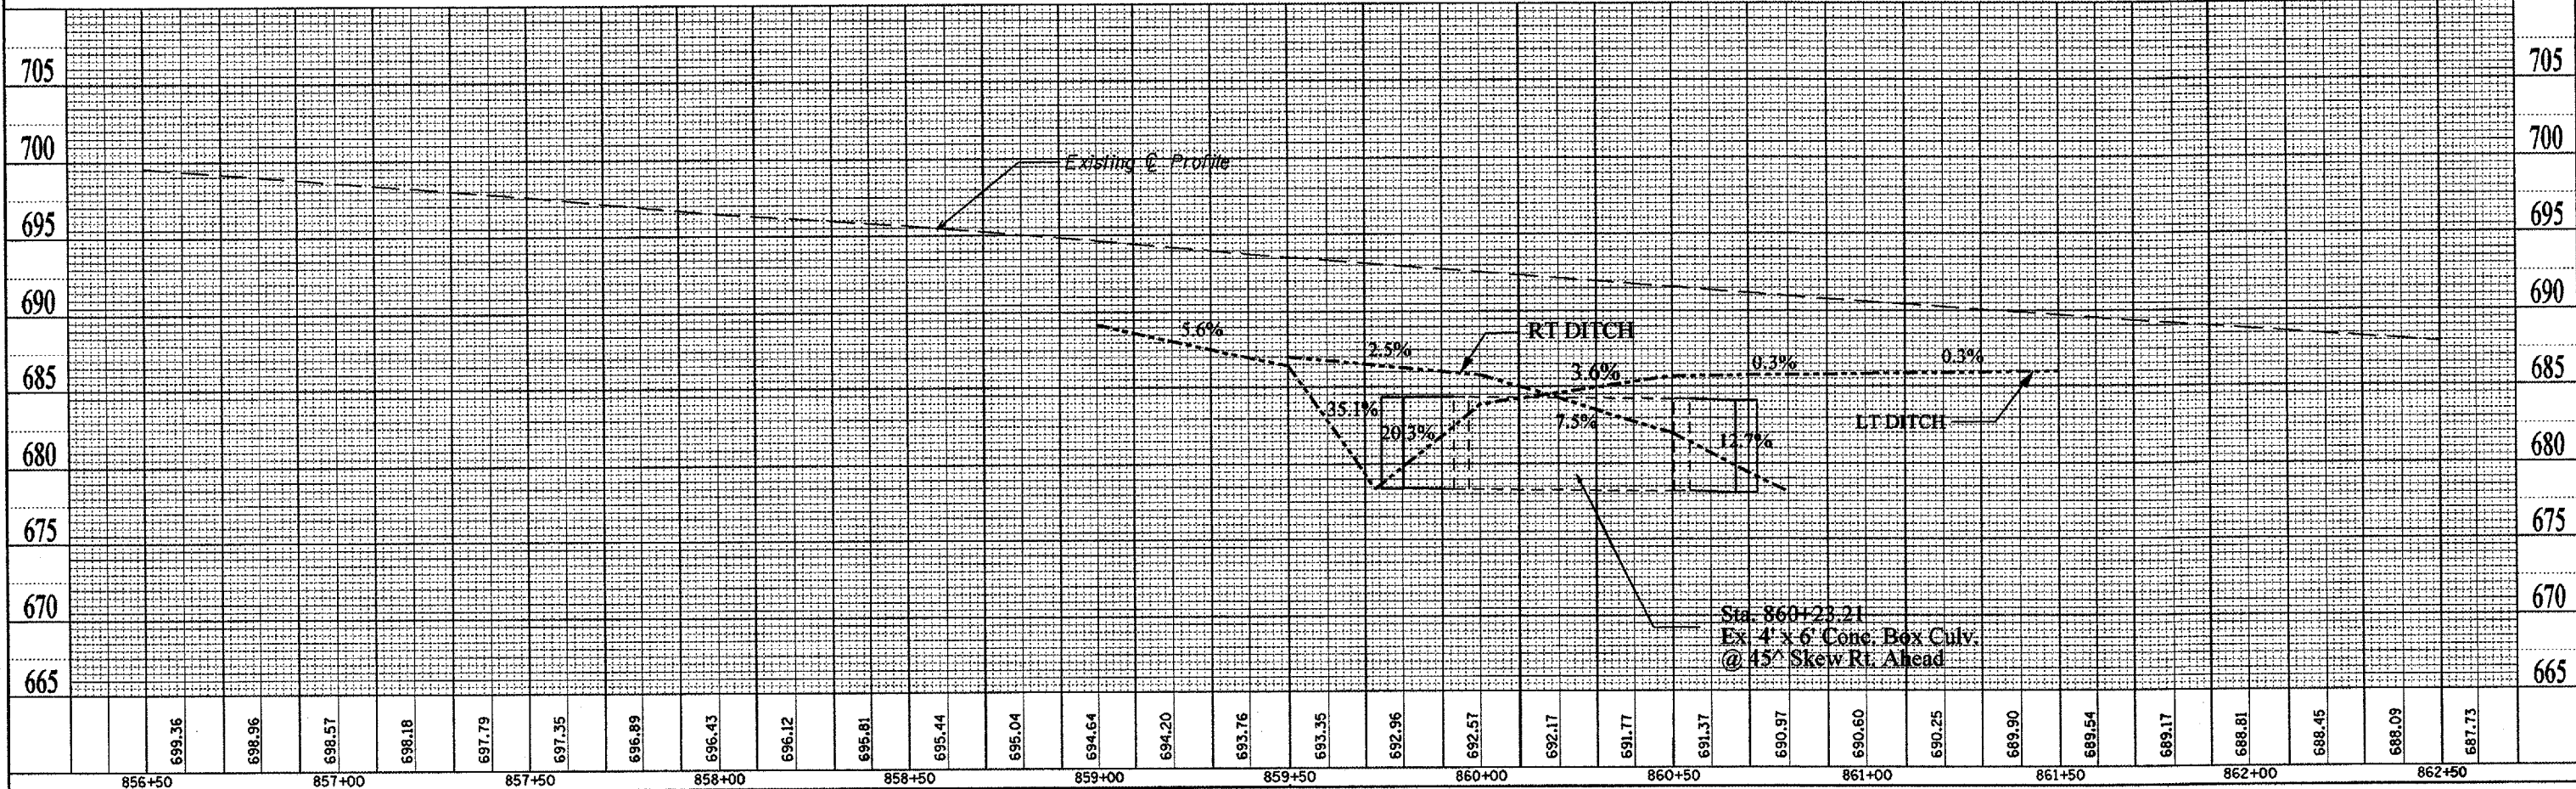 705 705
700 700
Existing ℄ Profile
695 695
690 690
5.6% 2.5% RT DITCH 3.6% 0.3% 0.3%
685 685
35.1% 20.3% 7.5% 12.7% LT DITCH
680 680
675 675
670 670
Sta. 860+23.21
Ex. 4' x 6' Conc. Box Culv.
@ 45^ Skew Rt. Ahead
665 665
699.36 698.96 698.57 698.18 697.79 697.35 696.89 696.43 696.12 695.81 695.44 695.04 694.64 694.20 693.76 693.35 692.96 692.57 692.17 691.77 691.37 690.97 690.60 690.25 689.90 689.54 689.17 688.81 688.45 688.09 687.73
856+50 857+00 857+50 858+00 858+50 859+00 859+50 860+00 860+50 861+00 861+50 862+00 862+50